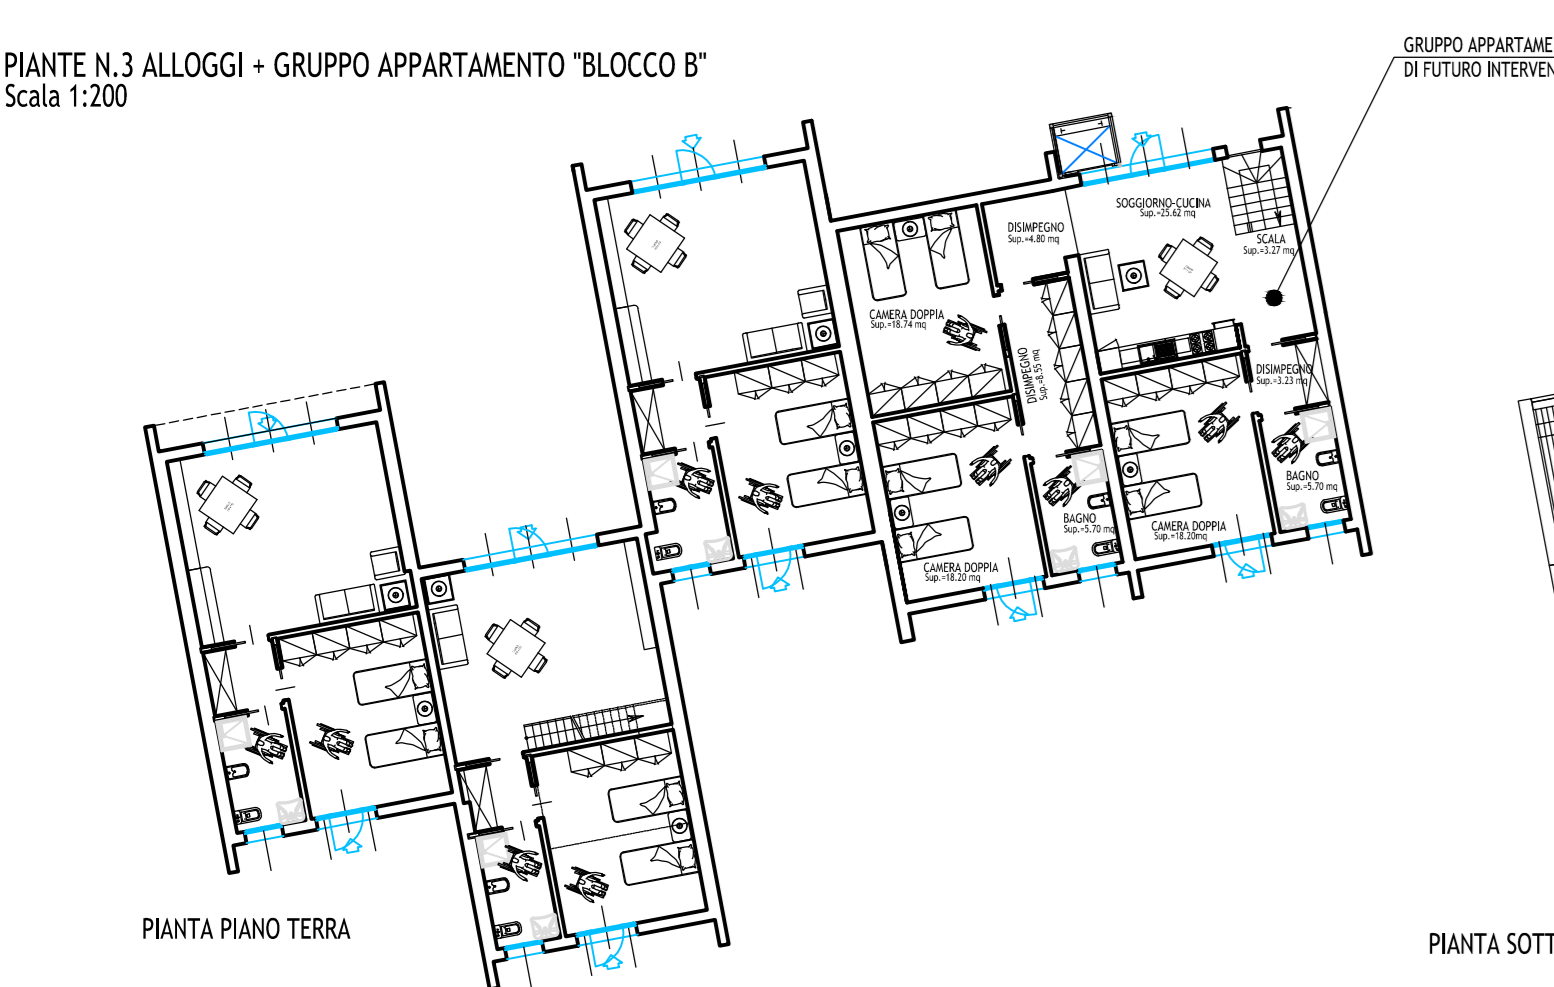 PIANTE N.3 ALLOGGI + GRUPPO APPARTAMENTO "BLOCCO B"
Scala 1:200
GRUPPO APPARTAME
DI FUTURO INTERVEN
SOGGIORNO-CUCINA
Sup.=25.62 mq
DISIMPEGNO
Sup.=4.80 mq
SCALA
Sup.=3.27 mq
CAMERA DOPPIA
Sup.=18.74 mq
DISIMPEGNO
Sup.=8.55 mq
DISIMPEGNO
Sup.=3.23 mq
BAGNO
Sup.=5.70 mq
BAGNO
Sup.=5.70 mq
CAMERA DOPPIA
Sup.=18.20mq
CAMERA DOPPIA
Sup.=18.20 mq
PIANTA PIANO TERRA
PIANTA SOTT